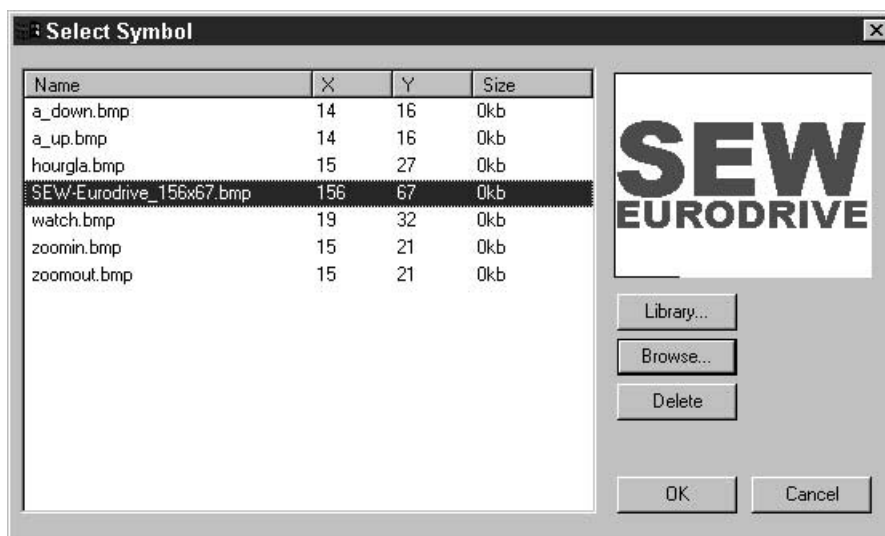 Select Symbol
Name X Y Size
a_down.bmp 14 16 0kb
a_up.bmp 14 16 0kb
hourgla.bmp 15 27 0kb
SEW-Eurodrive_156x67.bmp 156 67 0kb
watch.bmp 19 32 0kb
zoomin.bmp 15 21 0kb
zoomout.bmp 15 21 0kb
SEW
EURODRIVE
Library...
Browse...
Delete
OK Cancel